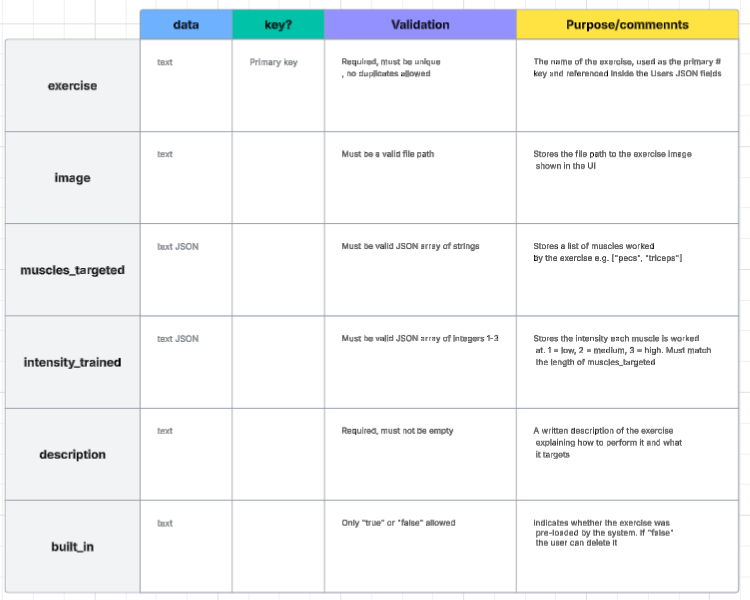 data key? Validation Purpose/commennts
exercise
text
Primary key
Required, must be unique
, no duplicates allowed
The name of the exercise, used as the primary #
key and referenced inside the Users JSON fields
image
text
Must be a valid file path
Stores the file path to the exercise image
shown in the UI
muscles_targeted
text JSON
Must be valid JSON array of strings
Stores a list of muscles worked
by the exercise e.g. ["pecs", "triceps"]
intensity_trained
text JSON
Must be valid JSON array of integers 1-3
Stores the intensity each muscle is worked
at. 1 = low, 2 = medium, 3 = high. Must match
the length of muscles_targeted
description
text
Required, must not be empty
A written description of the exercise
explaining how to perform it and what
it targets
built_in
text
Only "true" or "false" allowed
Indicates whether the exercise was
pre-loaded by the system. If "false"
the user can delete it